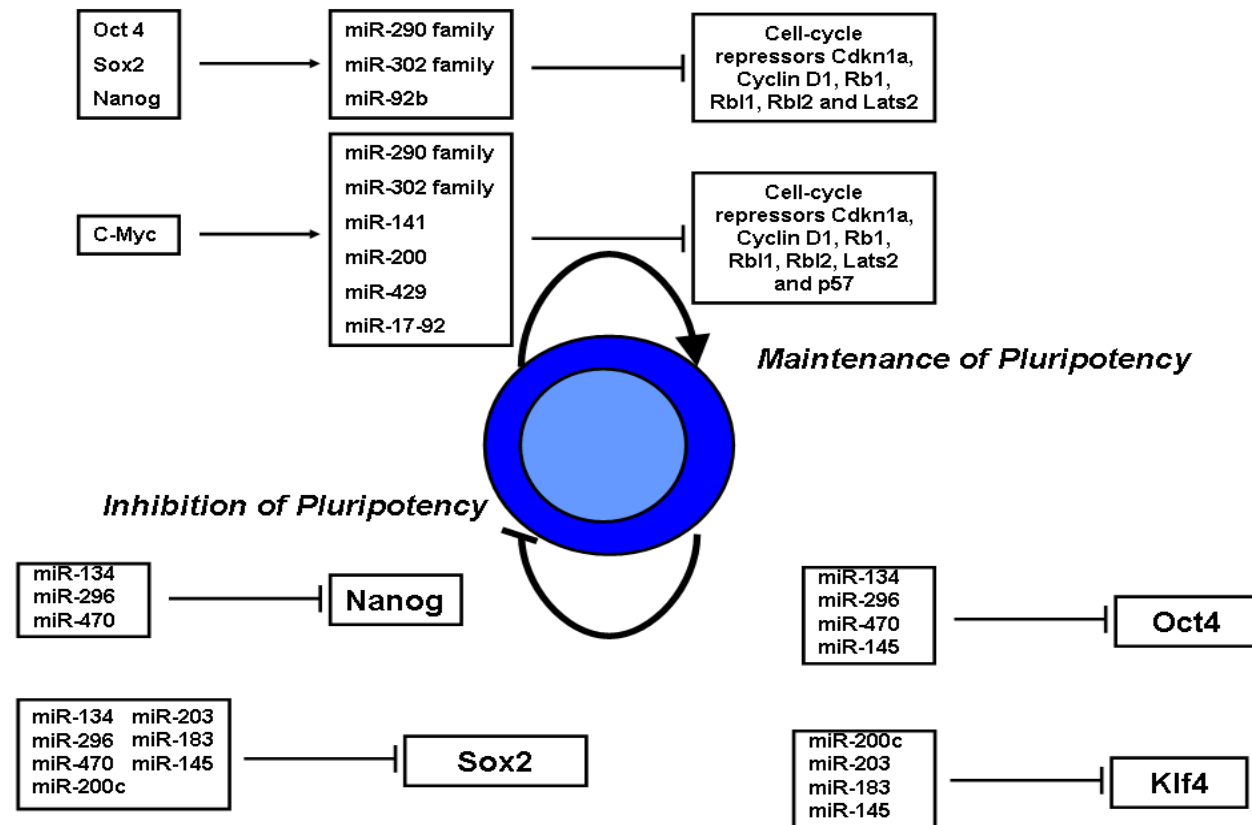 Oct 4
Sox2
Nanog
miR-290 family
miR-302 family
miR-92b
Cell-cycle
repressors Cdkn1a,
Cyclin D1, Rb1,
Rbl1, Rbl2 and Lats2
C-Myc
miR-290 family
miR-302 family
miR-141
miR-200
miR-429
miR-17-92
Cell-cycle
repressors Cdkn1a,
Cyclin D1, Rb1,
Rbl1, Rbl2, Lats2
and p57
Maintenance of Pluripotency
Inhibition of Pluripotency
miR-134
miR-296
miR-470
Nanog
miR-134
miR-296
miR-470
miR-145
Oct4
miR-134 miR-203
miR-296 miR-183
miR-470 miR-145
miR-200c
Sox2
miR-200c
miR-203
miR-183
miR-145
Klf4